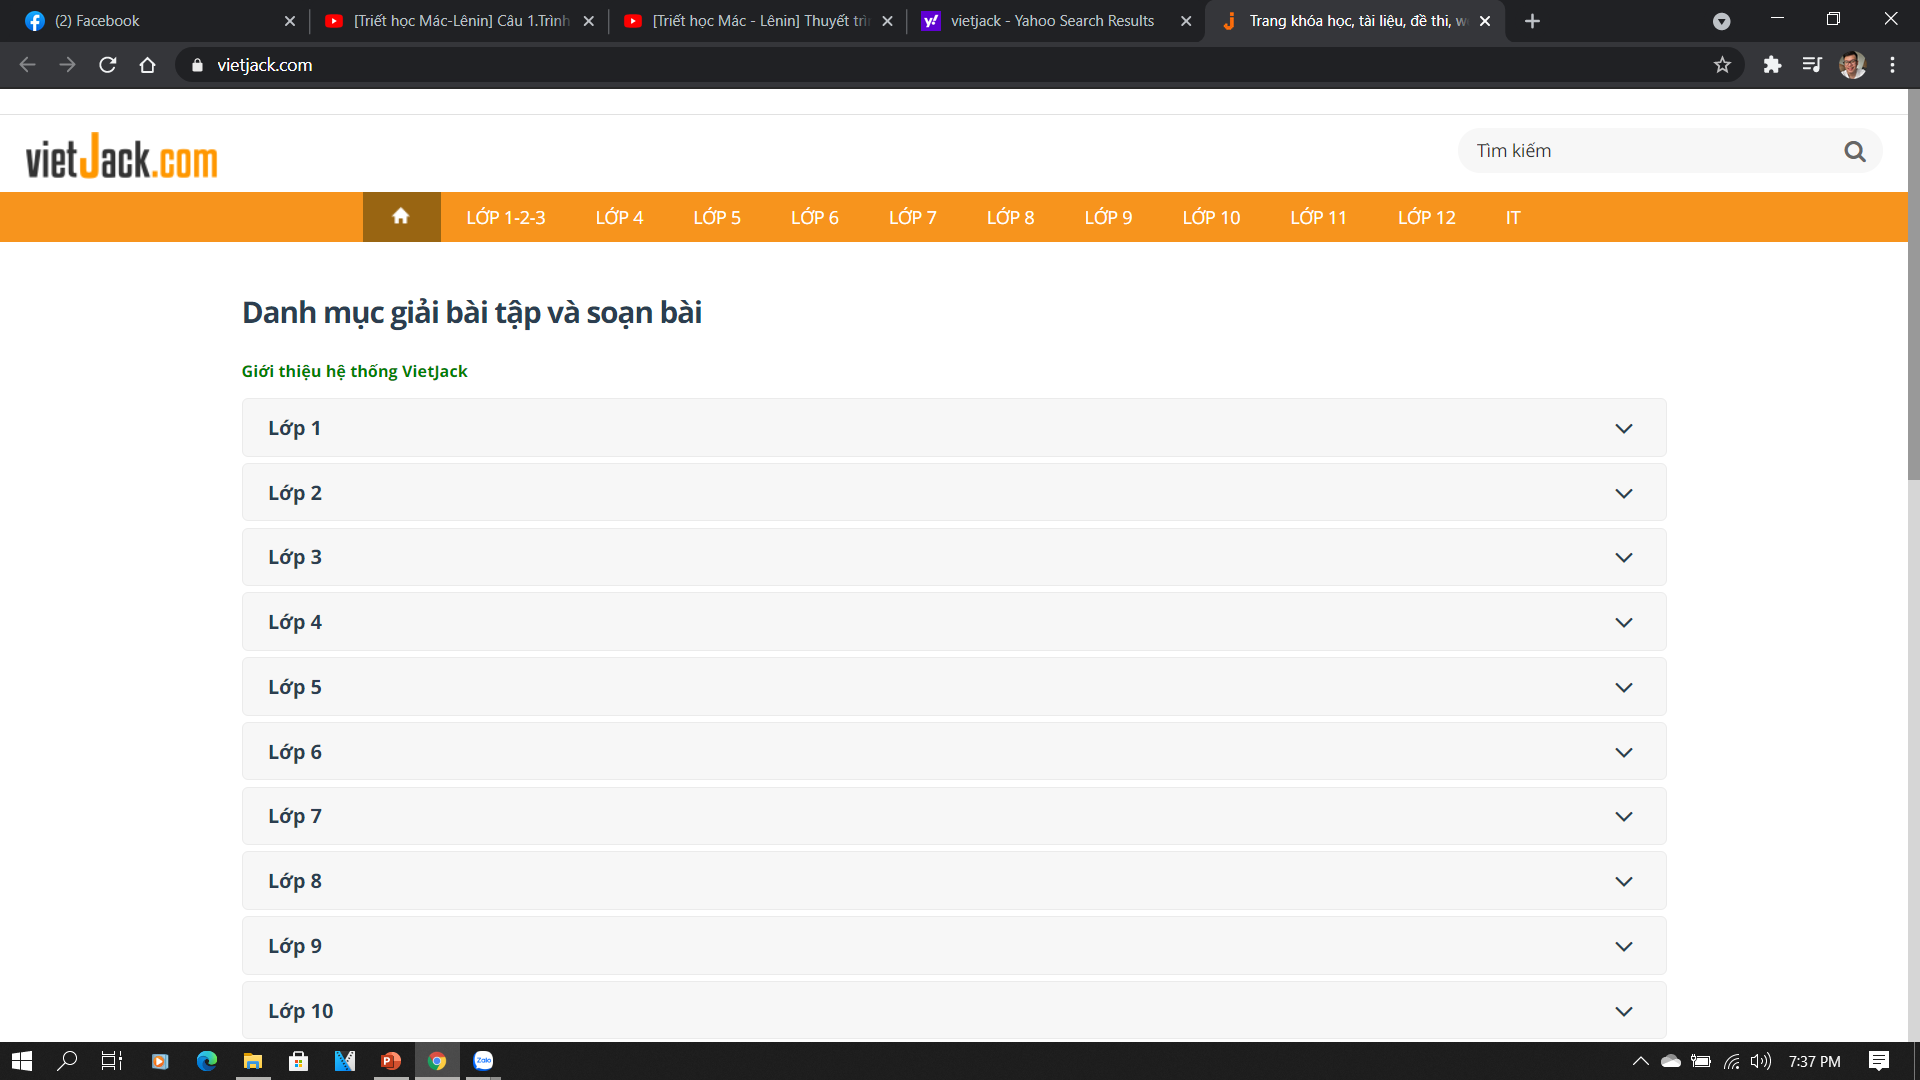 (2) Facebook
[Triết học Mác-Lênin] Câu 1.Trình
[Triết học Mác - Lênin] Thuyết trì
vietjack - Yahoo Search Results
Trang khóa học, tài liệu, đề thi,
vietjack.com
vietJack.com
Tìm kiếm
LỚP 1-2-3
LỚP 4
LỚP 5
LỚP 6
LỚP 7
LỚP 8
LỚP 9
LỚP 10
LỚP 11
LỚP 12
IT
Danh mục giải bài tập và soạn bài
Giới thiệu hệ thống VietJack
Lớp 1
Lớp 2
Lớp 3
Lớp 4
Lớp 5
Lớp 6
Lớp 7
Lớp 8
Lớp 9
Lớp 10
Zalo
7:37 PM